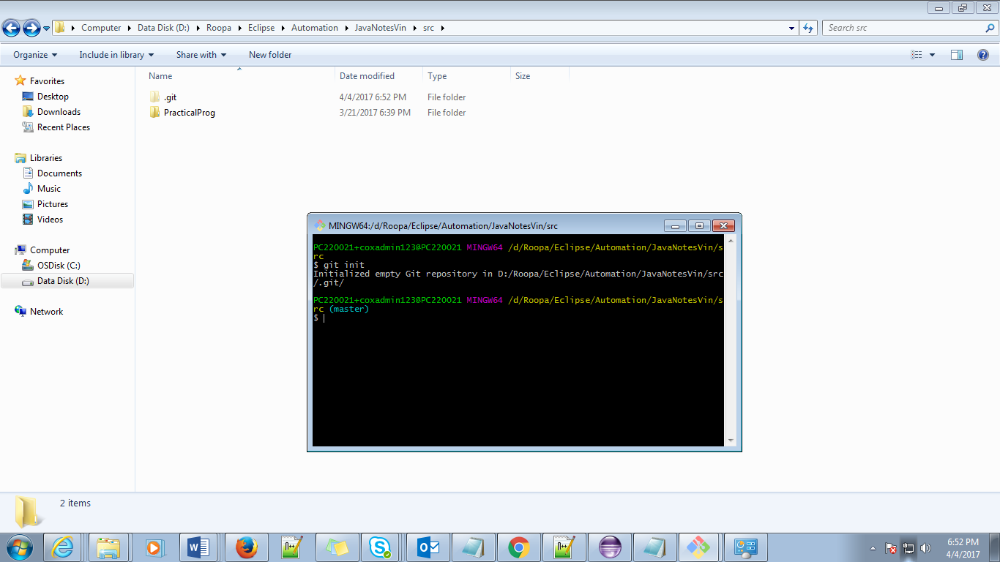 Computer Data Disk (D:) Roopa Eclipse Automation JavaNotesVin src
Search src
Organize Include in library Share with New folder
Name Date modified Type Size
.git 4/4/2017 6:52 PM File folder
PracticalProg 3/21/2017 6:39 PM File folder
Favorites
Desktop
Downloads
Recent Places
Libraries
Documents
Music
Pictures
Videos
Computer
OSDisk (C:)
Data Disk (D:)
Network
MINGW64:/d/Roopa/Eclipse/Automation/JavaNotesVin/src
PC220021+coxadmin123@PC220021 MINGW64 /d/Roopa/Eclipse/Automation/JavaNotesVin/s
rc
$ git init
Initialized empty Git repository in D:/Roopa/Eclipse/Automation/JavaNotesVin/src
/.git/
PC220021+coxadmin123@PC220021 MINGW64 /d/Roopa/Eclipse/Automation/JavaNotesVin/s
rc (master)
$
2 items
6:52 PM
4/4/2017